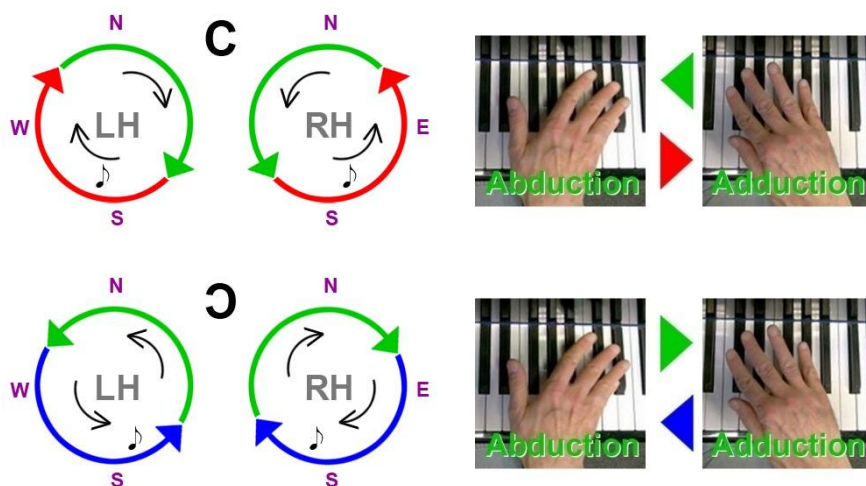 N N
C
W LH RH E
S S
Abduction Adduction
N N
Ɔ
W LH RH E
S S
Abduction Adduction